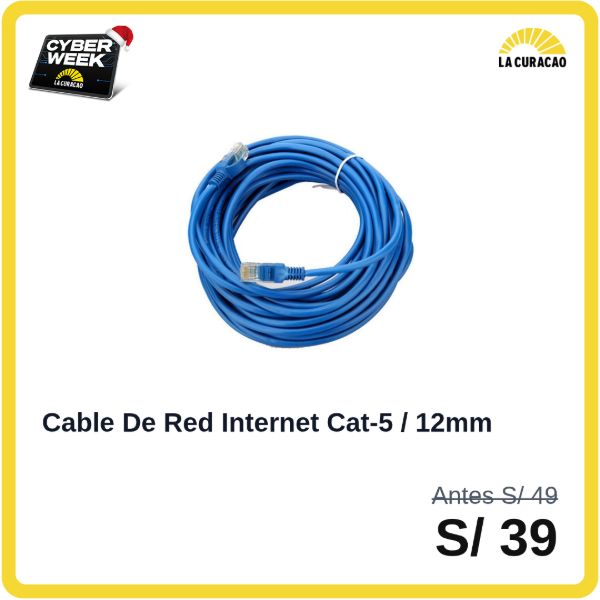 CYBER
WEEK
LA CURACAO
LA CURACAO
Cable De Red Internet Cat-5 / 12mm
Antes S/ 49
S/ 39